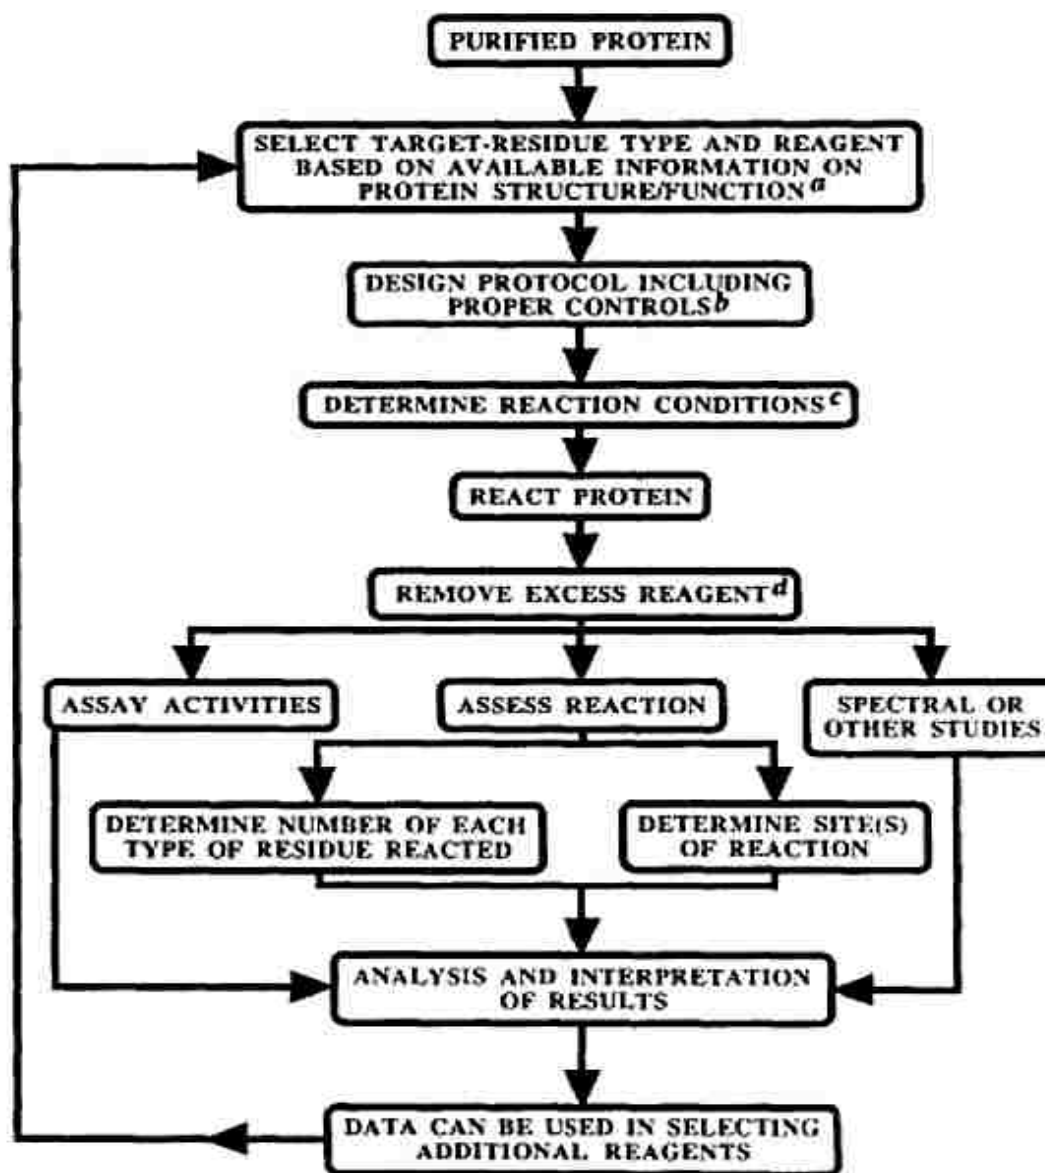 PURIFIED PROTEIN
SELECT TARGET-RESIDUE TYPE AND REAGENT
BASED ON AVAILABLE INFORMATION ON
PROTEIN STRUCTURE/FUNCTION a
DESIGN PROTOCOL INCLUDING
PROPER CONTROLS b
DETERMINE REACTION CONDITIONS c
REACT PROTEIN
REMOVE EXCESS REAGENT d
ASSAY ACTIVITIES
ASSESS REACTION
SPECTRAL OR
OTHER STUDIES
DETERMINE NUMBER OF EACH
TYPE OF RESIDUE REACTED
DETERMINE SITE(S)
OF REACTION
ANALYSIS AND INTERPRETATION
OF RESULTS
DATA CAN BE USED IN SELECTING
ADDITIONAL REAGENTS